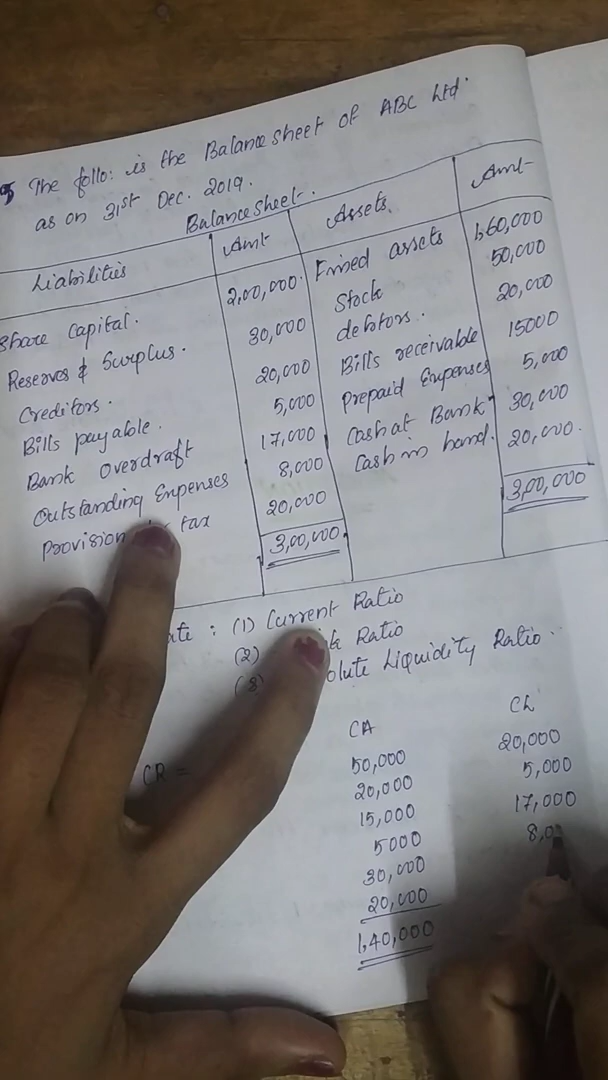 The follo: is the Balance sheet of ABC Ltd.
as on 31st Dec. 2019.
Balance sheet.
Liabilities Amt Assets Amt
Share capital. 2,00,000. Fixed assets 1,60,000
Reserves & Surplus. 30,000 Stock 50,000
Creditors. 20,000 debtors. 20,000
Bills payable. 5,000 Bills receivable 15000
Bank Overdraft 17,000 Prepaid Expenses 5,000
Outstanding Expenses 8,000 Cash at Bank 30,000
Provision tax 20,000 Cash in hand. 20,000.
3,00,000. 3,00,000
(1) Current Ratio
(2) Ratio
(3) Liquidity Ratio.
CR = CA CL
50,000 20,000
20,000 5,000
15,000 17,000
5000 8,0
30,000
20,000
1,40,000